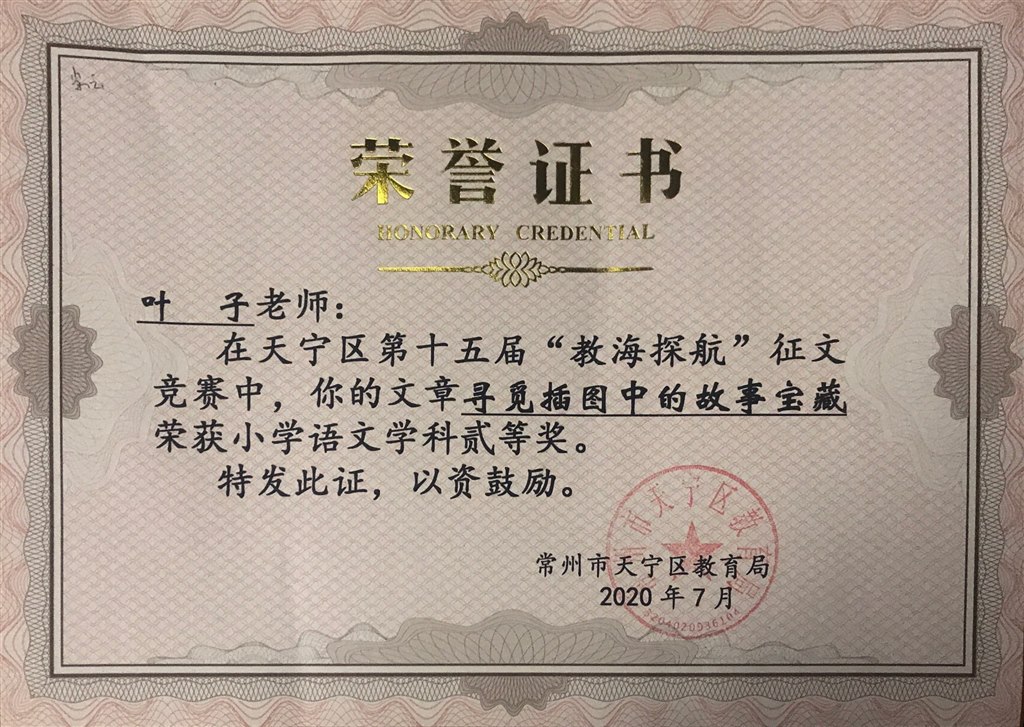 荣誉证书
HONORARY CREDENTIAL
叶 子老师：
在天宁区第十五届“教海探航”征文
竞赛中，你的文章寻觅插图中的故事宝藏
荣获小学语文学科贰等奖。
特发此证，以资鼓励。
常州市天宁区教育局
2020 年 7 月